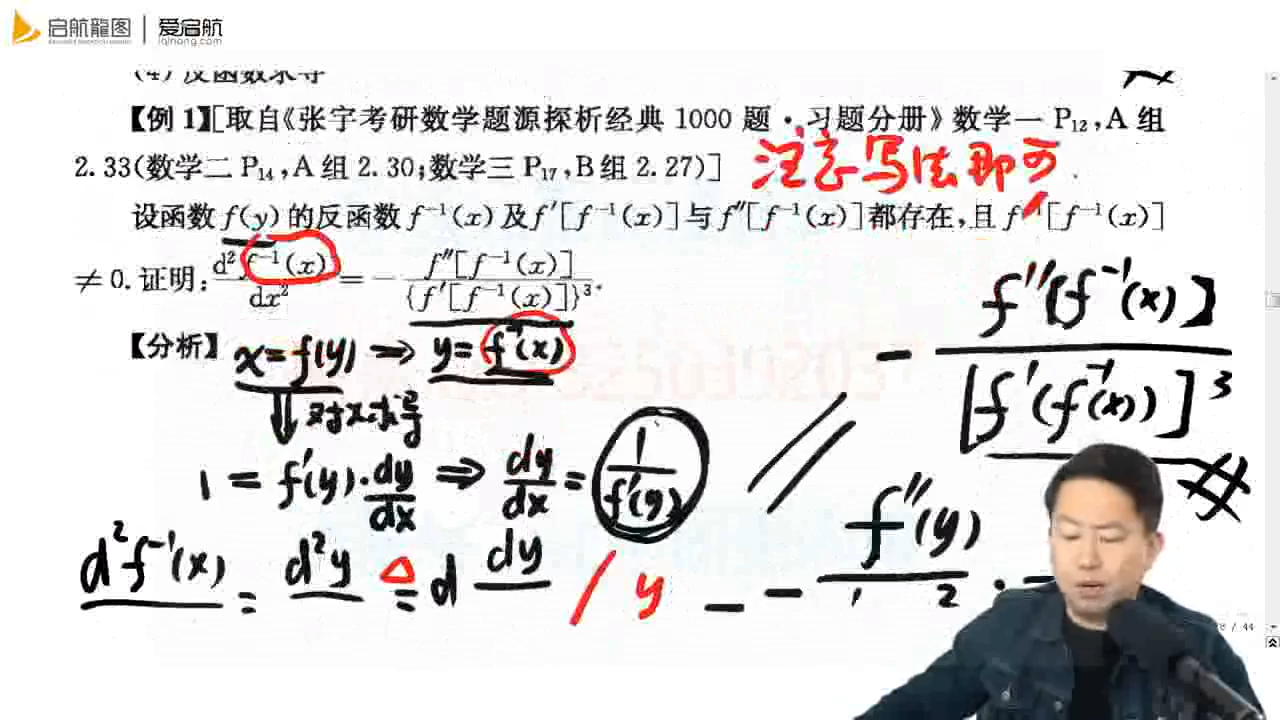 启航龍图 | 爱启航
iqihang.com
(4) 反函数求导
【例 1】[取自《张宇考研数学题源探析经典 1000 题·习题分册》数学一 P₁₂,A 组
2.33(数学二 P₁₄,A 组 2.30;数学三 P₁₇,B 组 2.27)]
注意写法即可
设函数 f(y)的反函数 f⁻¹(x)及 f′[f⁻¹(x)]与 f″[f⁻¹(x)]都存在,且 f⁻¹[f⁻¹(x)]
≠0. 证明: d²f⁻¹(x)/dx² = − f″[f⁻¹(x)]/{f′[f⁻¹(x)]}³.
− f″[f⁻¹(x)]/[f′(f⁻¹(x))]³
【分析】 x=f(y) ⇒ y=f⁻¹(x)
对x求导
1 = f′(y)·dy/dx ⇒ dy/dx = 1/f′(y)
d²f⁻¹(x) = d²y = d dy / y − − f″(y) ·
8 / 44